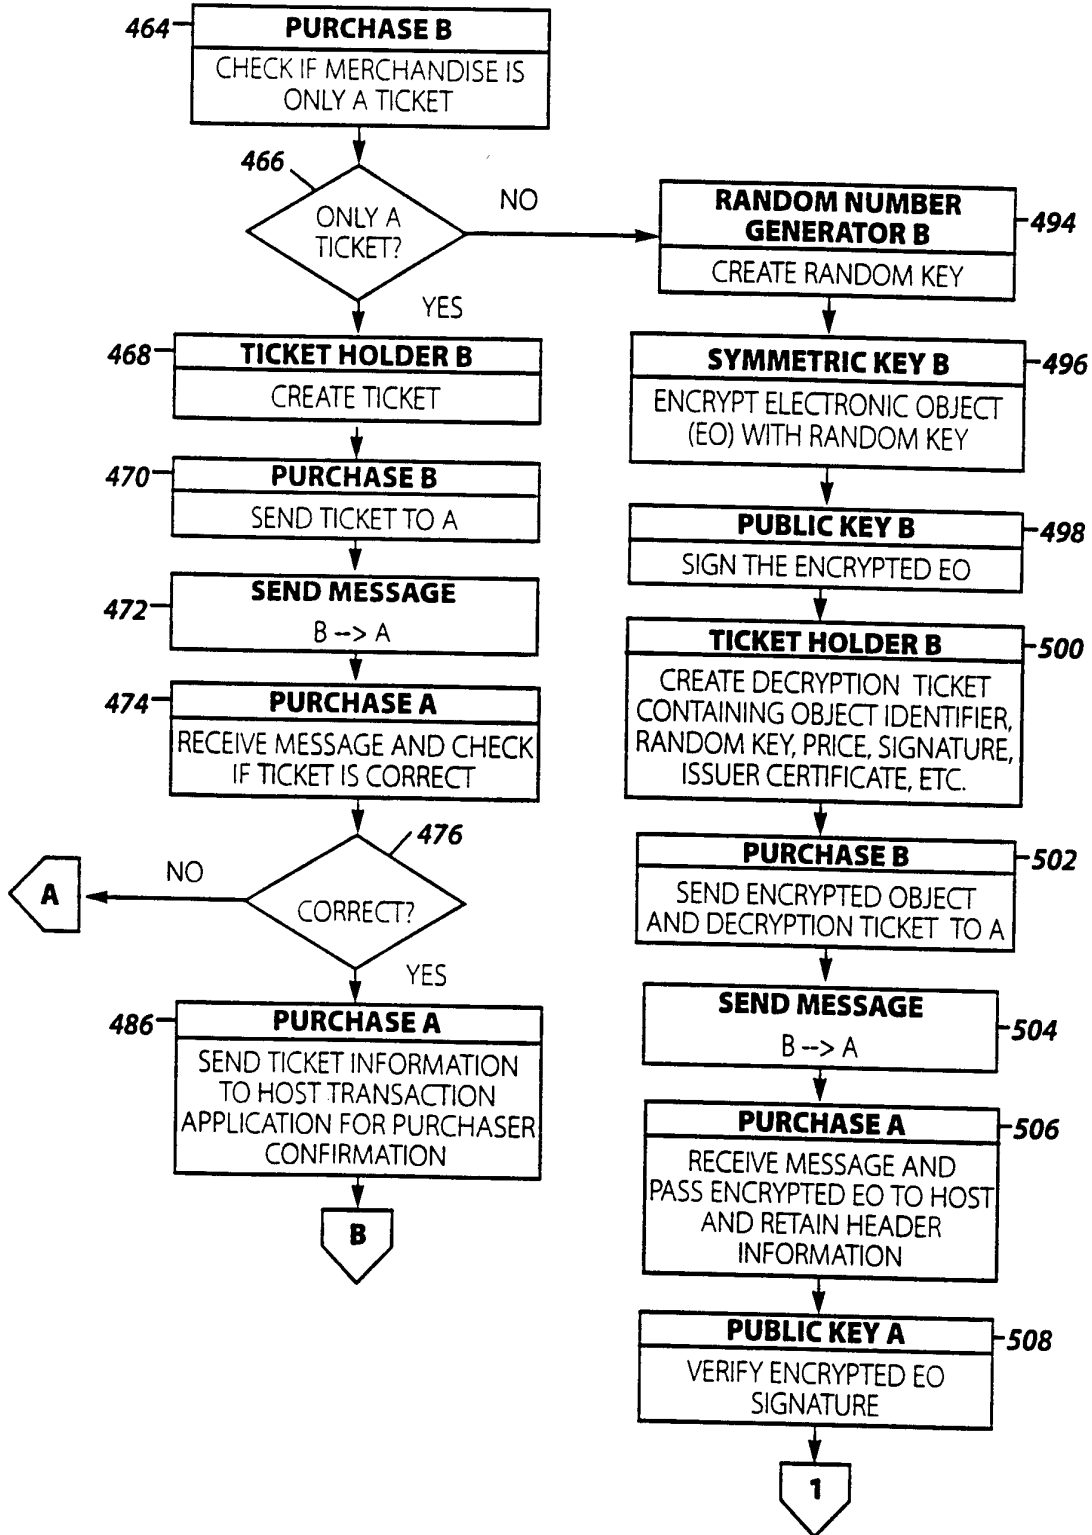 464
PURCHASE B
CHECK IF MERCHANDISE IS
ONLY A TICKET
466
ONLY A
TICKET?
NO
YES
468
TICKET HOLDER B
CREATE TICKET
470
PURCHASE B
SEND TICKET TO A
472
SEND MESSAGE
B --> A
474
PURCHASE A
RECEIVE MESSAGE AND CHECK
IF TICKET IS CORRECT
476
CORRECT?
NO
A
YES
486
PURCHASE A
SEND TICKET INFORMATION
TO HOST TRANSACTION
APPLICATION FOR PURCHASER
CONFIRMATION
B
RANDOM NUMBER
GENERATOR B
494
CREATE RANDOM KEY
SYMMETRIC KEY B
496
ENCRYPT ELECTRONIC OBJECT
(EO) WITH RANDOM KEY
PUBLIC KEY B
498
SIGN THE ENCRYPTED EO
TICKET HOLDER B
500
CREATE DECRYPTION TICKET
CONTAINING OBJECT IDENTIFIER,
RANDOM KEY, PRICE, SIGNATURE,
ISSUER CERTIFICATE, ETC.
PURCHASE B
502
SEND ENCRYPTED OBJECT
AND DECRYPTION TICKET TO A
SEND MESSAGE
504
B --> A
PURCHASE A
506
RECEIVE MESSAGE AND
PASS ENCRYPTED EO TO HOST
AND RETAIN HEADER
INFORMATION
PUBLIC KEY A
508
VERIFY ENCRYPTED EO
SIGNATURE
1